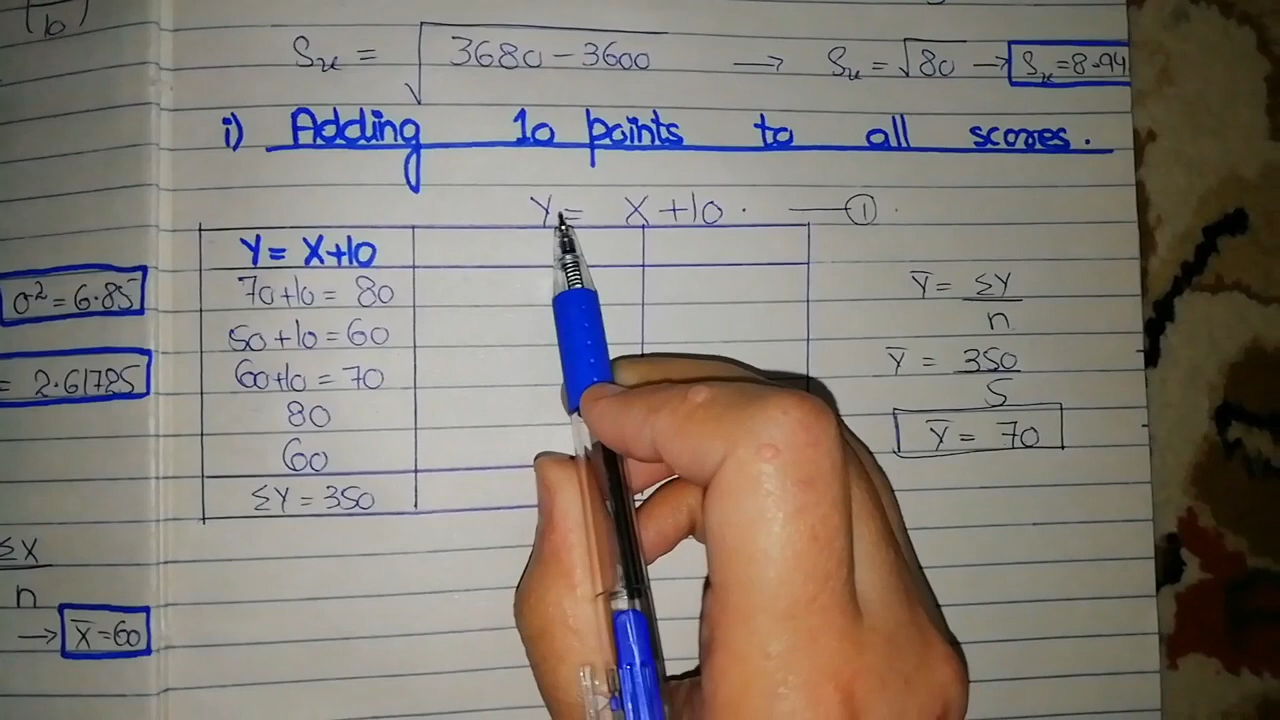 Sx = √3680 - 3600 → Sx = √80 → Sx = 8.94
i) Adding 10 points to all scores.
Y = X + 10. ——①.
Y = X+10
70+10 = 80
50+10 = 60
60+10 = 70
80
60
ΣY = 350
Ȳ = ΣY
n
Ȳ = 350
5
Ȳ = 70
σ² = 6.85
= 2.61725
ΣX
n
→ X̄ = 60